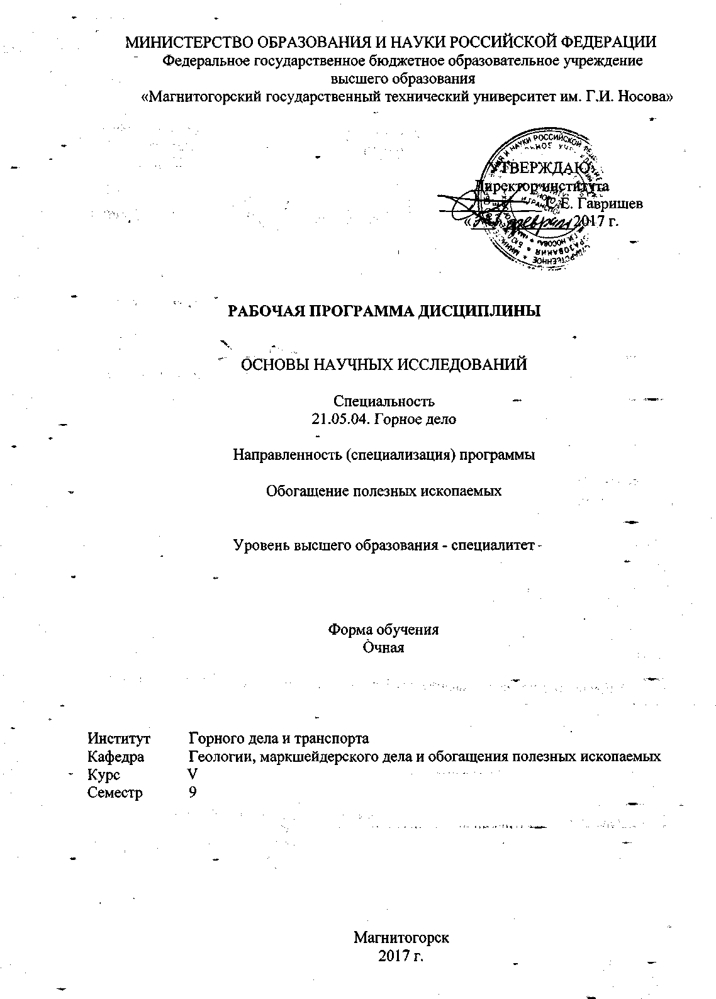 МИНИСТЕРСТВО ОБРАЗОВАНИЯ И НАУКИ РОССИЙСКОЙ ФЕДЕРАЦИИ
Федеральное государственное бюджетное образовательное учреждение
высшего образования
«Магнитогорский государственный технический университет им. Г.И. Носова»
УТВЕРЖДАЮ
Директор института
С.Е. Гавришев
февраля 2017 г.
РАБОЧАЯ ПРОГРАММА ДИСЦИПЛИНЫ
ОСНОВЫ НАУЧНЫХ ИССЛЕДОВАНИЙ
Специальность
21.05.04. Горное дело
Направленность (специализация) программы
Обогащение полезных ископаемых
Уровень высшего образования - специалитет
Форма обучения
Очная
Институт Горного дела и транспорта
Кафедра Геологии, маркшейдерского дела и обогащения полезных ископаемых
Курс V
Семестр 9
Магнитогорск
2017 г.